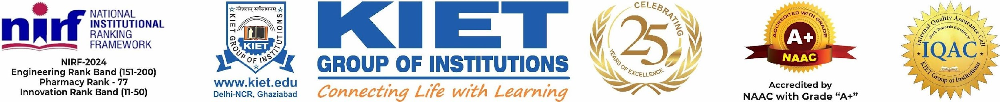 nirf
NATIONAL
INSTITUTIONAL
RANKING
FRAMEWORK
NIRF-2024
Engineering Rank Band (151-200)
Pharmacy Rank - 77
Innovation Rank Band (11-50)
कौशलम् सर्वसाधनम्
KIET GROUP OF INSTITUTIONS
KIET
www.kiet.edu
Delhi-NCR, Ghaziabad
KIET
GROUP OF INSTITUTIONS
Connecting Life with Learning
CELEBRATING
25
YEARS OF EXCELLENCE
ACCREDITED WITH GRADE
A+
NAAC
Accredited by
NAAC with Grade “A+”
Internal Quality Assurance Cell
Work Towards Excellence
IQAC
KIET Group of Institutions